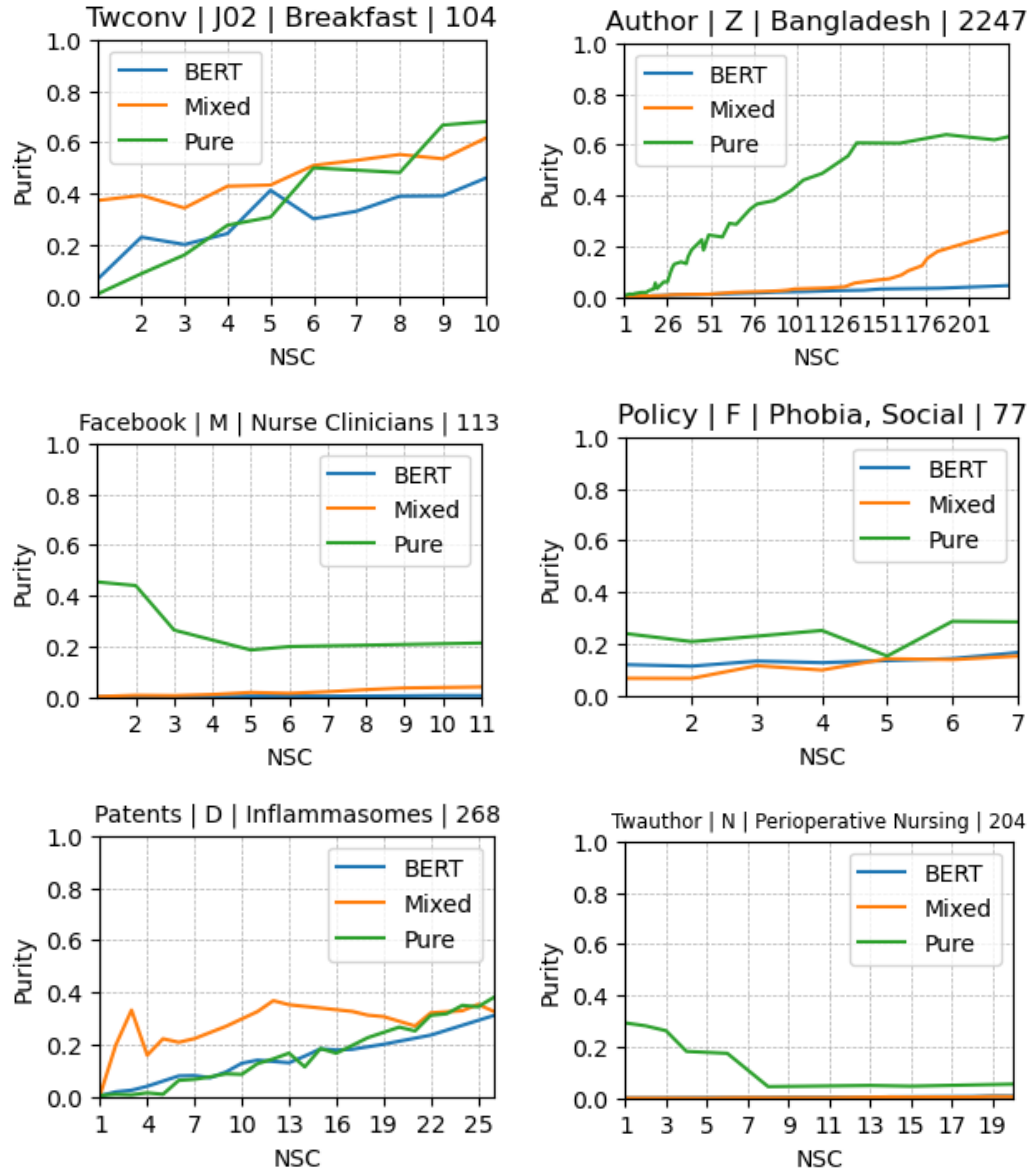 Twconv | J02 | Breakfast | 104
1.0
0.8
0.6
0.4
0.2
0.0
Purity
BERT
Mixed
Pure
2 3 4 5 6 7 8 9 10
NSC
Author | Z | Bangladesh | 2247
1.0
0.8
0.6
0.4
0.2
0.0
Purity
BERT
Mixed
Pure
1 26 51 76 101 126 151 176 201
NSC
Facebook | M | Nurse Clinicians | 113
1.0
0.8
0.6
0.4
0.2
0.0
Purity
BERT
Mixed
Pure
2 3 4 5 6 7 8 9 10 11
NSC
Policy | F | Phobia, Social | 77
1.0
0.8
0.6
0.4
0.2
0.0
Purity
BERT
Mixed
Pure
2 3 4 5 6 7
NSC
Patents | D | Inflammasomes | 268
1.0
0.8
0.6
0.4
0.2
0.0
Purity
BERT
Mixed
Pure
1 4 7 10 13 16 19 22 25
NSC
Twauthor | N | Perioperative Nursing | 204
1.0
0.8
0.6
0.4
0.2
0.0
Purity
BERT
Mixed
Pure
1 3 5 7 9 11 13 15 17 19
NSC